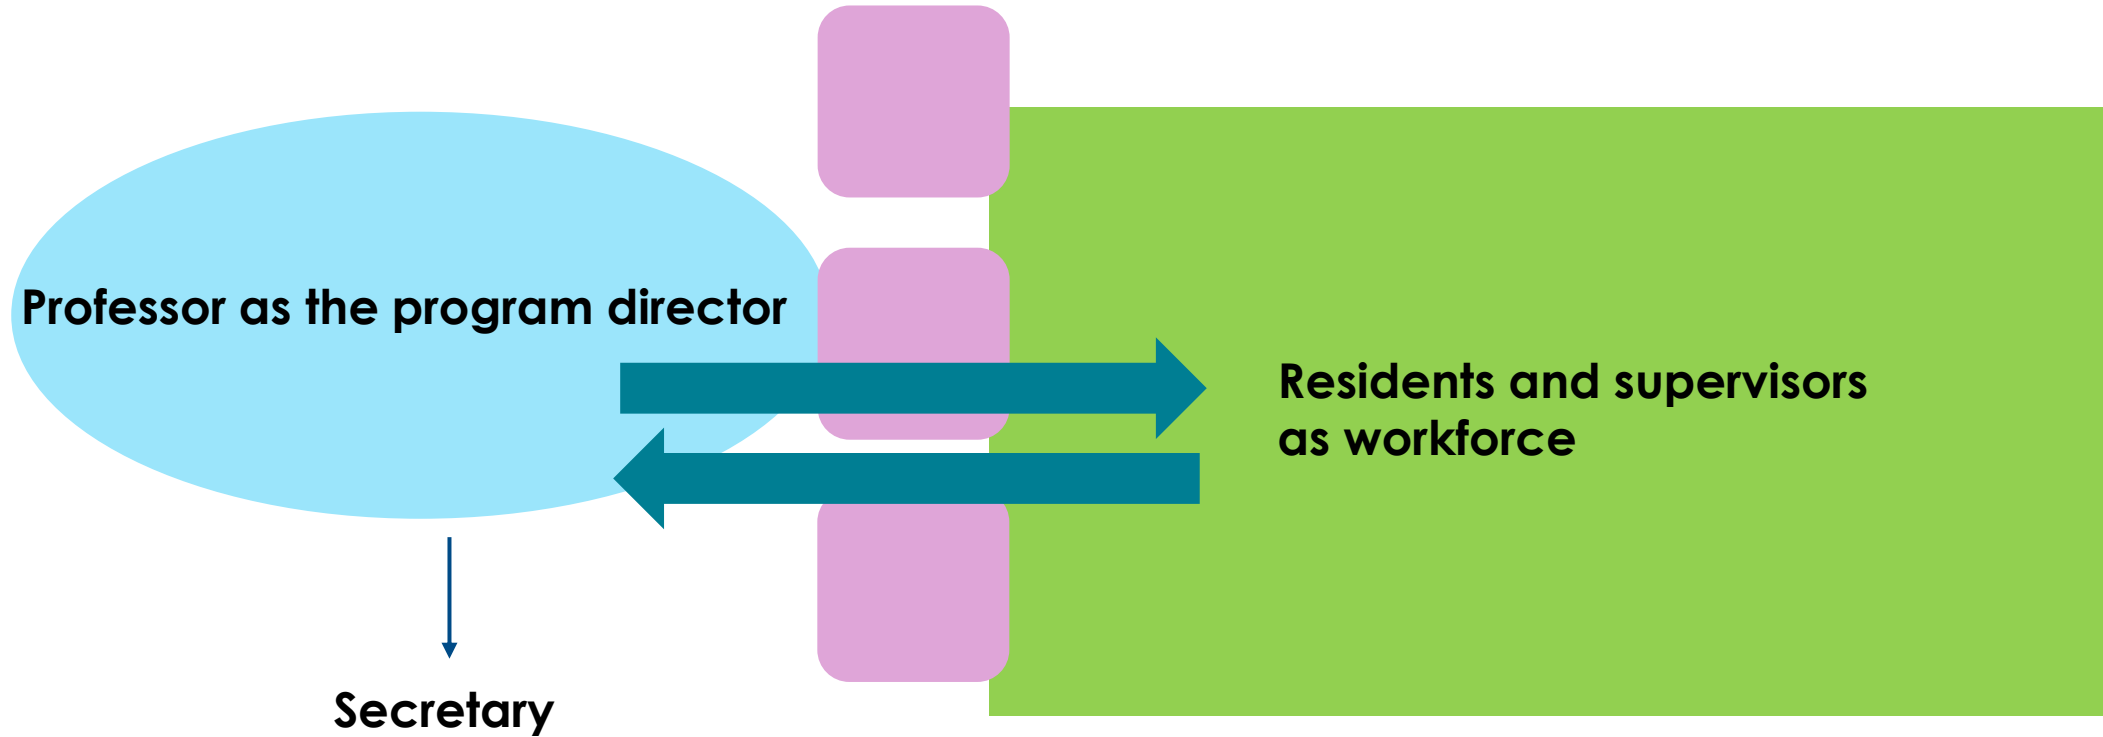 Professor as the program director
Residents and supervisors
as workforce
Secretary